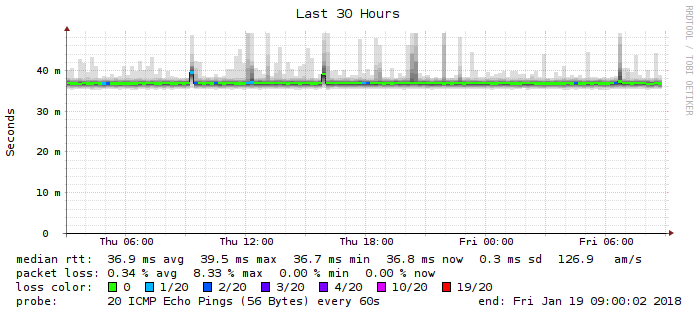 Last 30 Hours
RRDTOOL / TOBI OETIKER
Seconds
40 m
30 m
20 m
10 m
0
Thu 06:00 Thu 12:00 Thu 18:00 Fri 00:00 Fri 06:00
median rtt: 36.9 ms avg 39.5 ms max 36.7 ms min 36.8 ms now 0.3 ms sd 126.9 am/s
packet loss: 0.34 % avg 8.33 % max 0.00 % min 0.00 % now
loss color: 0 1/20 2/20 3/20 4/20 10/20 19/20
probe: 20 ICMP Echo Pings (56 Bytes) every 60s end: Fri Jan 19 09:00:02 2018